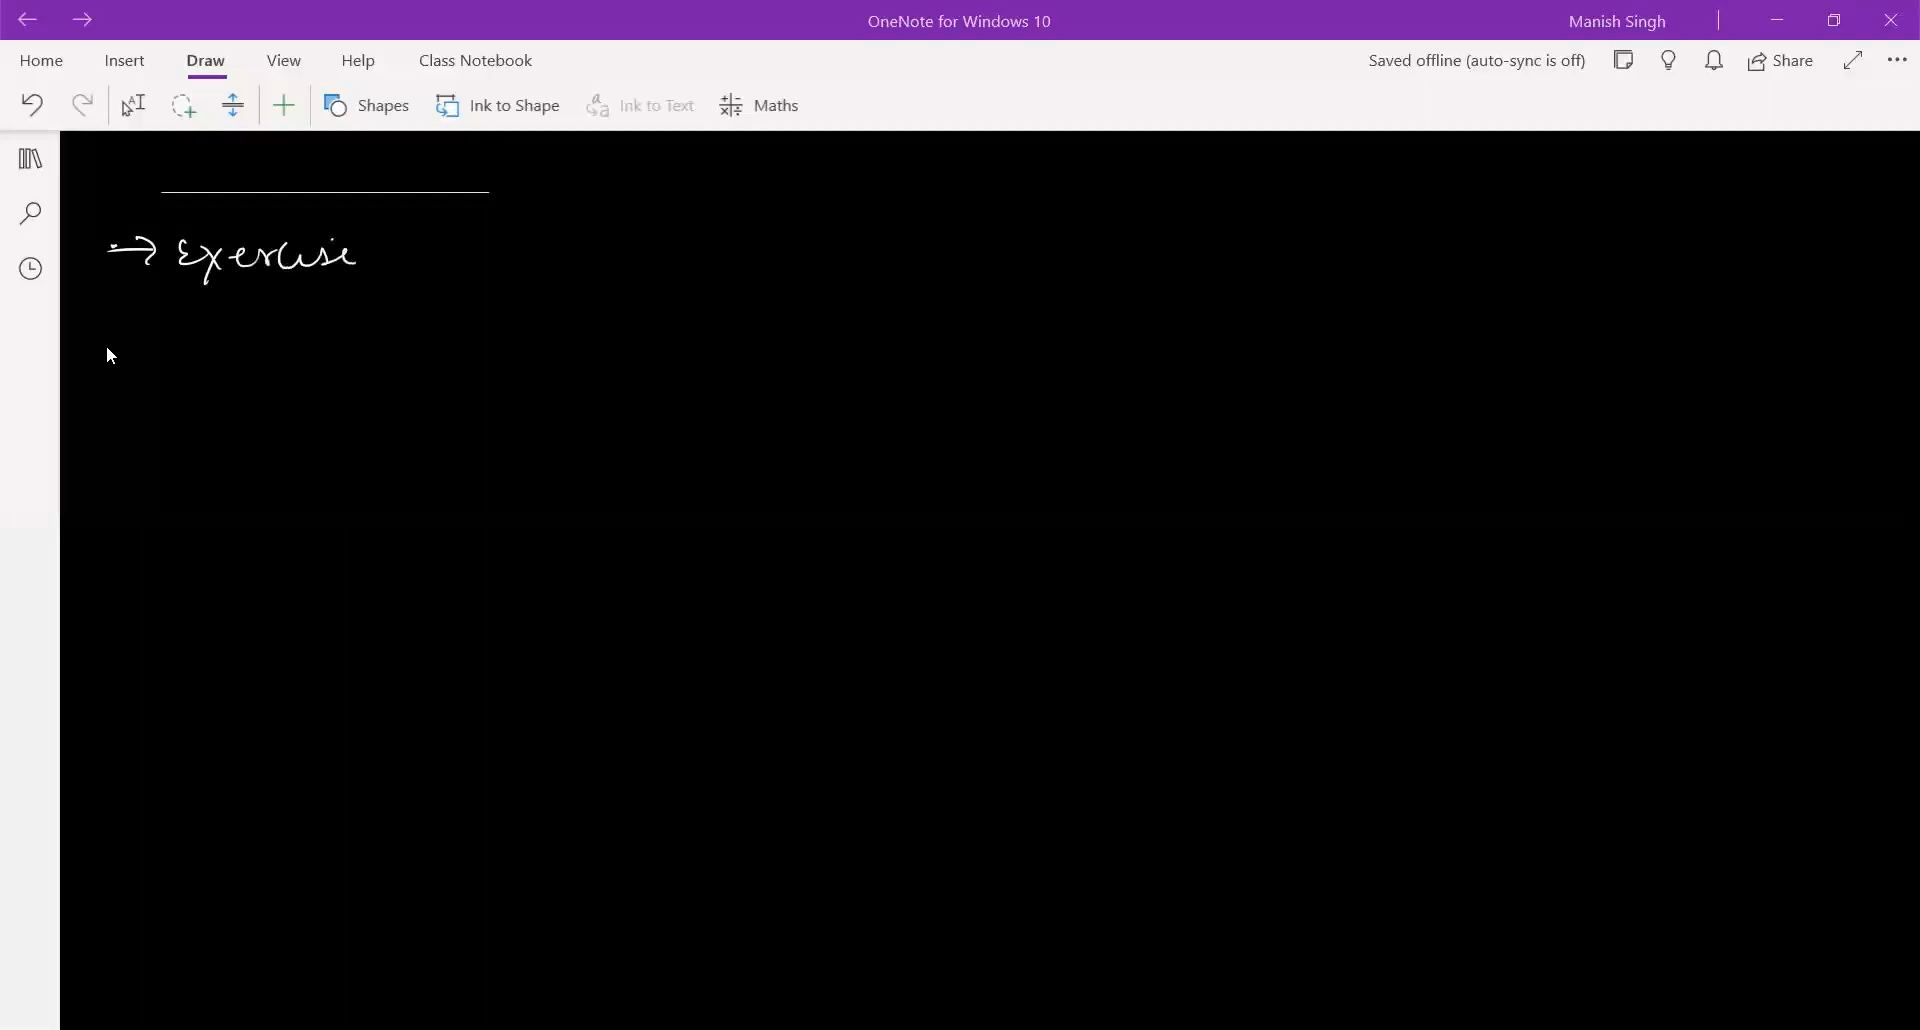 OneNote for Windows 10
Manish Singh
Home Insert Draw View Help Class Notebook
Saved offline (auto-sync is off) Share
Shapes Ink to Shape Ink to Text Maths
→ Exercise